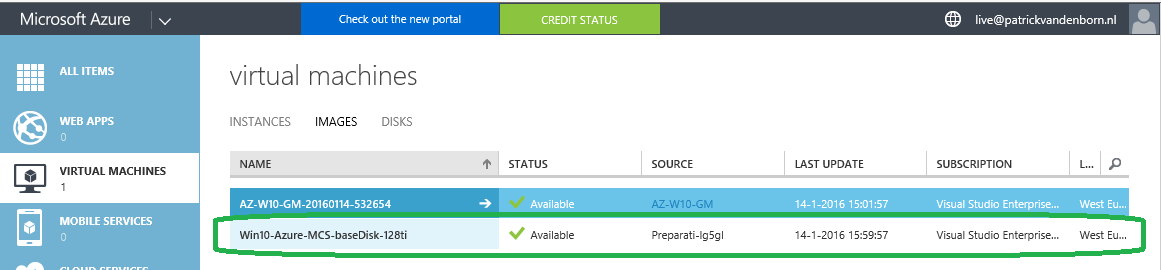 Microsoft Azure
Check out the new portal
CREDIT STATUS
live@patrickvandenborn.nl
ALL ITEMS
WEB APPS
0
VIRTUAL MACHINES
1
MOBILE SERVICES
0
CLOUD SERVICES
virtual machines
INSTANCES IMAGES DISKS
NAME STATUS SOURCE LAST UPDATE SUBSCRIPTION L...
AZ-W10-GM-20160114-532654 Available AZ-W10-GM 14-1-2016 15:01:57 Visual Studio Enterprise... West Eu...
Win10-Azure-MCS-baseDisk-128ti Available Preparati-lg5gl 14-1-2016 15:59:57 Visual Studio Enterprise... West Eu...